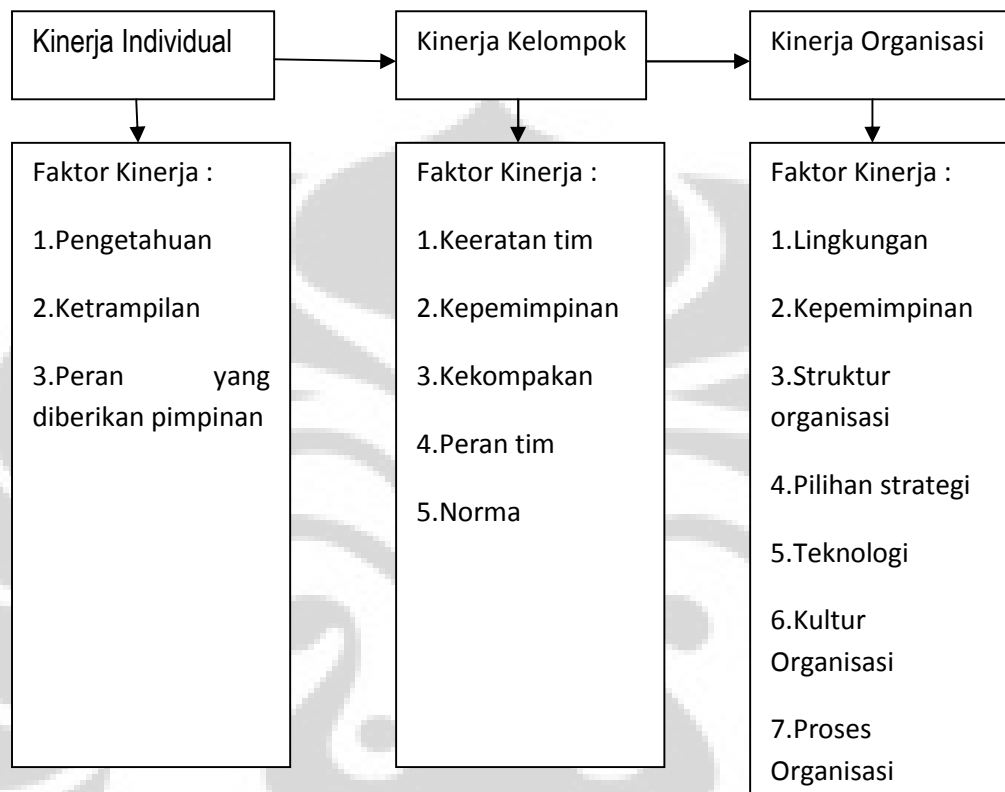 Kinerja Individual
Kinerja Kelompok
Kinerja Organisasi
Faktor Kinerja :
1.Pengetahuan
2.Ketrampilan
3.Peran yang
diberikan pimpinan
Faktor Kinerja :
1.Keeratan tim
2.Kepemimpinan
3.Kekompakan
4.Peran tim
5.Norma
Faktor Kinerja :
1.Lingkungan
2.Kepemimpinan
3.Struktur
organisasi
4.Pilihan strategi
5.Teknologi
6.Kultur
Organisasi
7.Proses
Organisasi